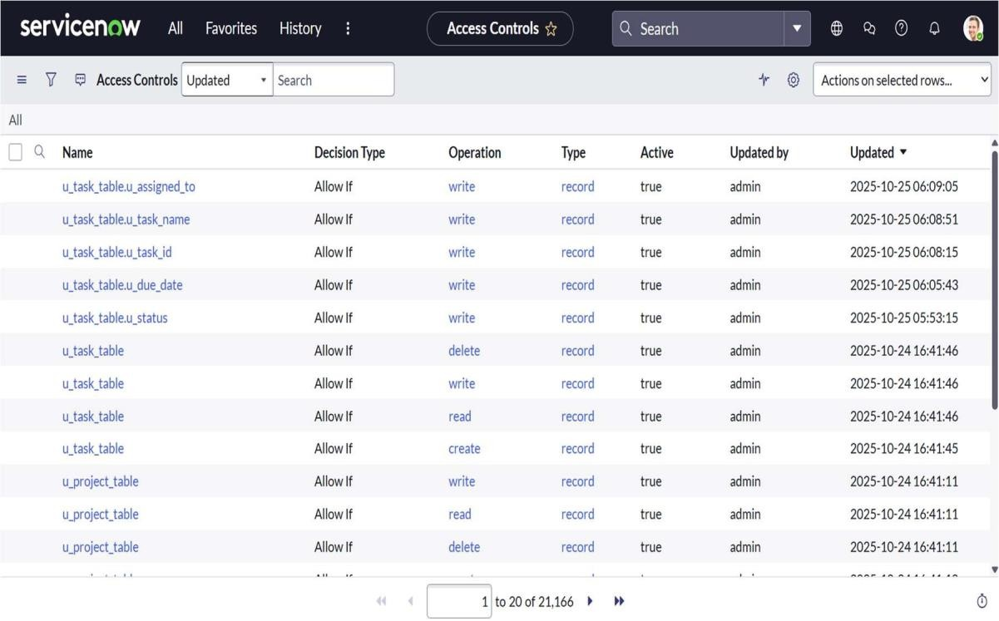 servicenow All Favorites History Access Controls Search
Access Controls Updated Search Actions on selected rows...
All
Name Decision Type Operation Type Active Updated by Updated
u_task_table.u_assigned_to Allow If write record true admin 2025-10-25 06:09:05
u_task_table.u_task_name Allow If write record true admin 2025-10-25 06:08:51
u_task_table.u_task_id Allow If write record true admin 2025-10-25 06:08:15
u_task_table.u_due_date Allow If write record true admin 2025-10-25 06:05:43
u_task_table.u_status Allow If write record true admin 2025-10-25 05:53:15
u_task_table Allow If delete record true admin 2025-10-24 16:41:46
u_task_table Allow If write record true admin 2025-10-24 16:41:46
u_task_table Allow If read record true admin 2025-10-24 16:41:46
u_task_table Allow If create record true admin 2025-10-24 16:41:45
u_project_table Allow If write record true admin 2025-10-24 16:41:11
u_project_table Allow If read record true admin 2025-10-24 16:41:11
u_project_table Allow If delete record true admin 2025-10-24 16:41:11
1 to 20 of 21,166